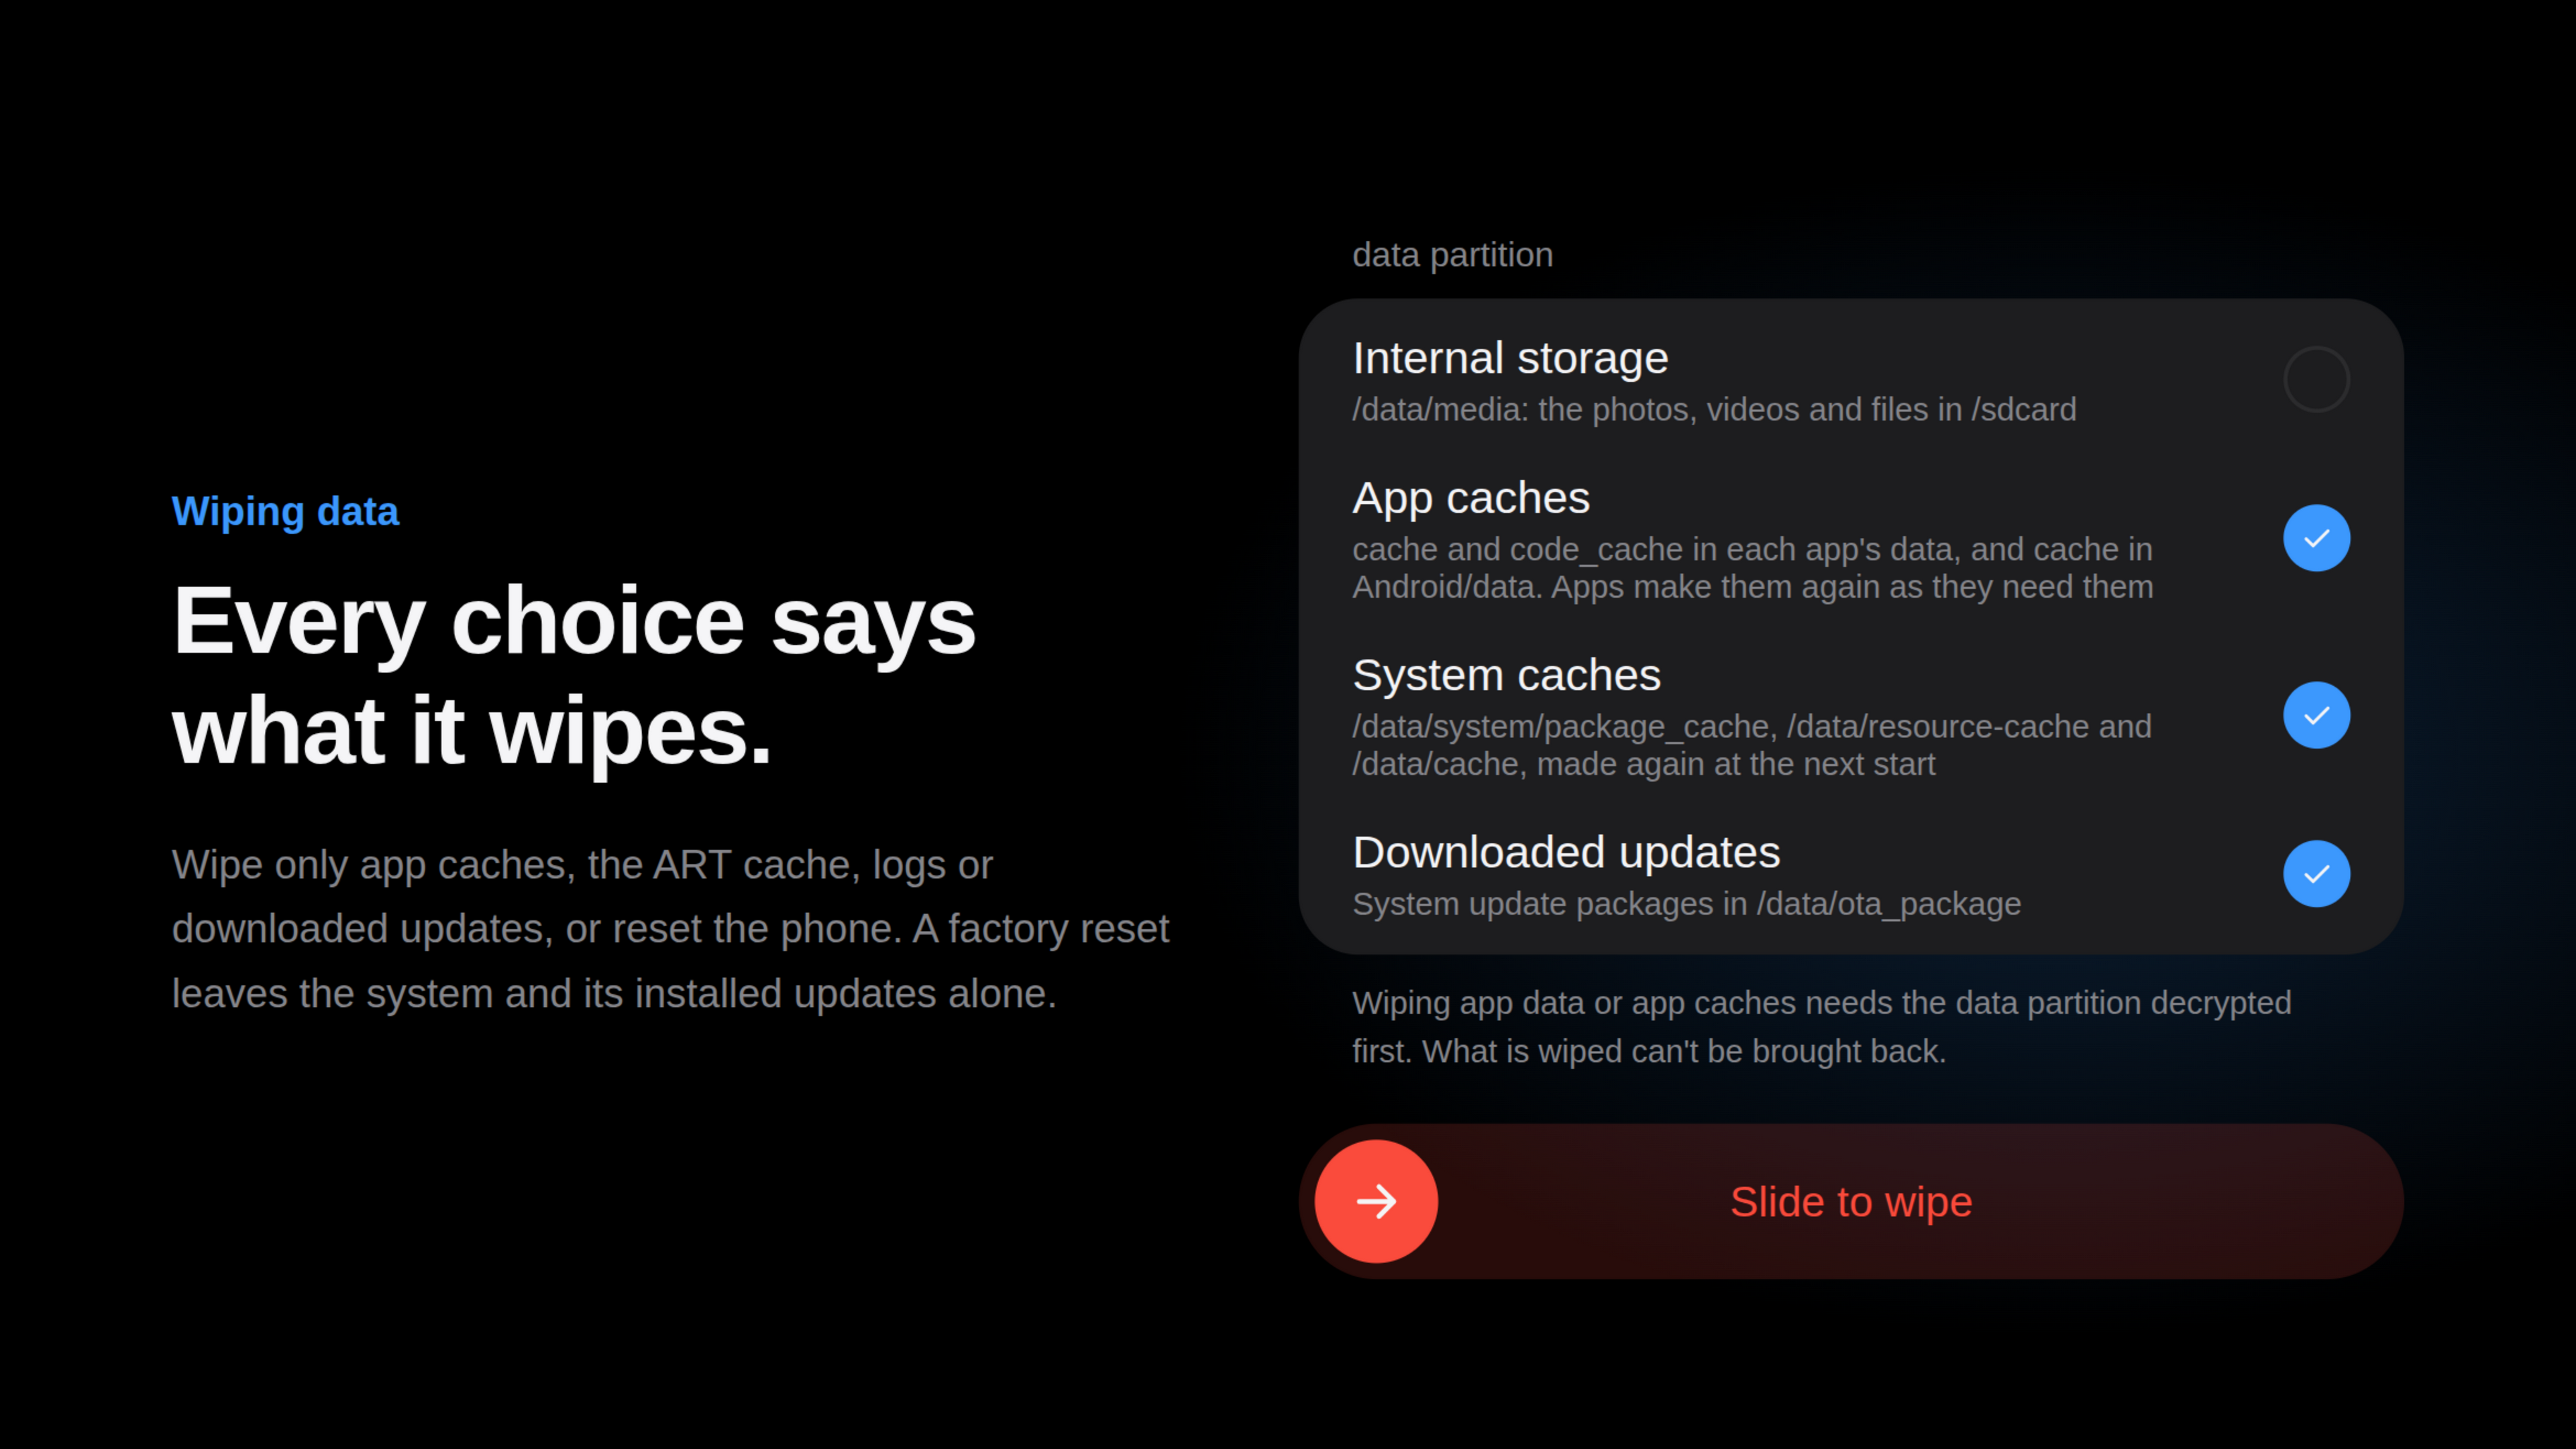 Wiping data
Every choice says
what it wipes.
Wipe only app caches, the ART cache, logs or
downloaded updates, or reset the phone. A factory reset
leaves the system and its installed updates alone.
data partition
Internal storage
/data/media: the photos, videos and files in /sdcard
App caches
cache and code_cache in each app's data, and cache in
Android/data. Apps make them again as they need them
System caches
/data/system/package_cache, /data/resource-cache and
/data/cache, made again at the next start
Downloaded updates
System update packages in /data/ota_package
Wiping app data or app caches needs the data partition decrypted
first. What is wiped can't be brought back.
Slide to wipe